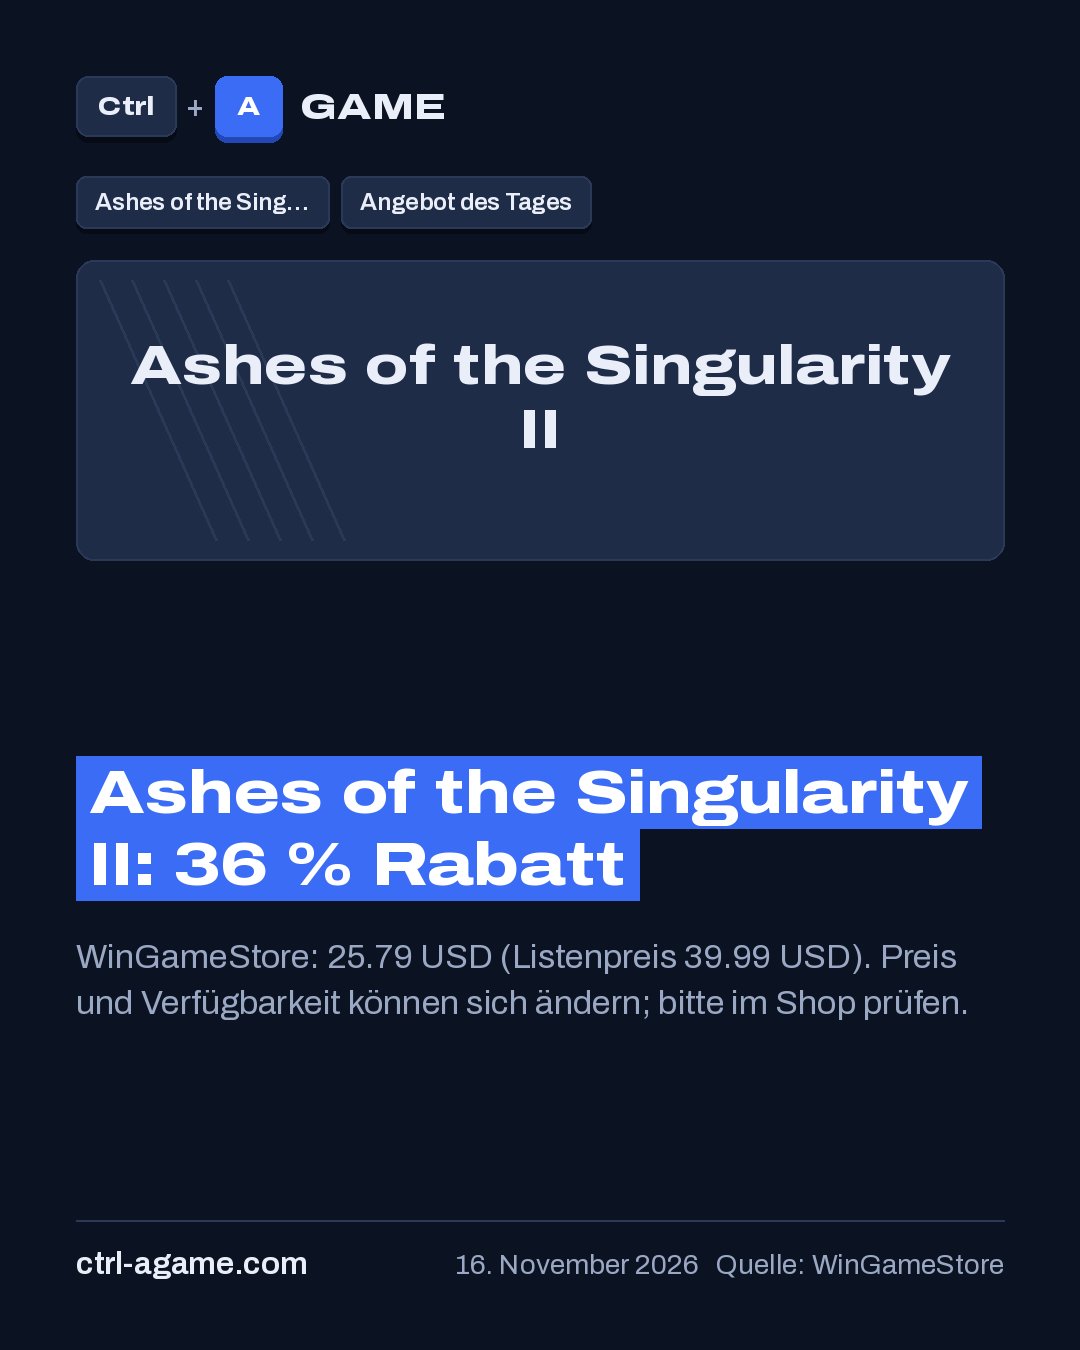 Ctrl + A GAME
Ashes of the Sing... Angebot des Tages
Ashes of the Singularity
II
Ashes of the Singularity
II: 36 % Rabatt
WinGameStore: 25.79 USD (Listenpreis 39.99 USD). Preis
und Verfügbarkeit können sich ändern; bitte im Shop prüfen.
ctrl-agame.com 16. November 2026 Quelle: WinGameStore